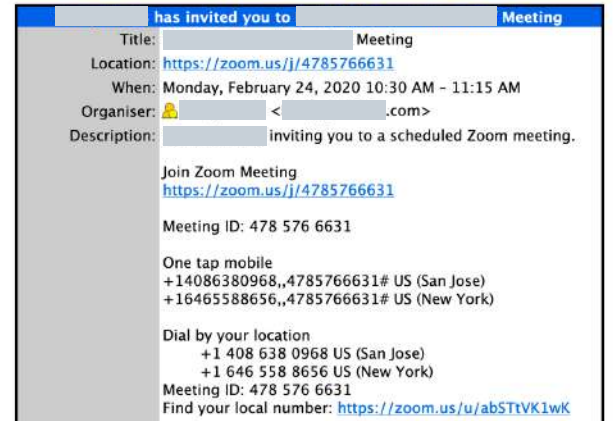 has invited you to Meeting
Title: Meeting
Location: https://zoom.us/j/4785766631
When: Monday, February 24, 2020 10:30 AM – 11:15 AM
Organiser: < .com>
Description: inviting you to a scheduled Zoom meeting.
Join Zoom Meeting
https://zoom.us/j/4785766631
Meeting ID: 478 576 6631
One tap mobile
+14086380968,,4785766631# US (San Jose)
+16465588656,,4785766631# US (New York)
Dial by your location
+1 408 638 0968 US (San Jose)
+1 646 558 8656 US (New York)
Meeting ID: 478 576 6631
Find your local number: https://zoom.us/u/abSTtVK1wK